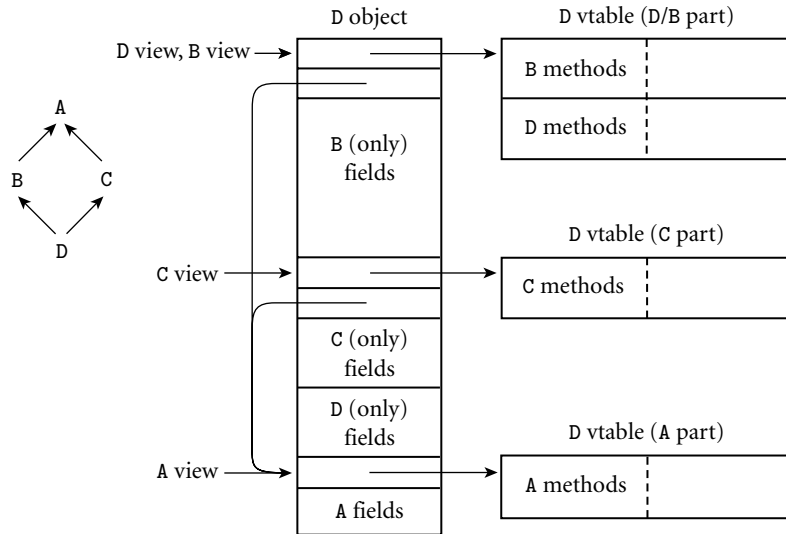 D object
D vtable (D/B part)
D view, B view
B methods
D methods
A
B (only)
fields
B
C
D
D vtable (C part)
C view
C methods
C (only)
fields
D (only)
fields
D vtable (A part)
A view
A methods
A fields